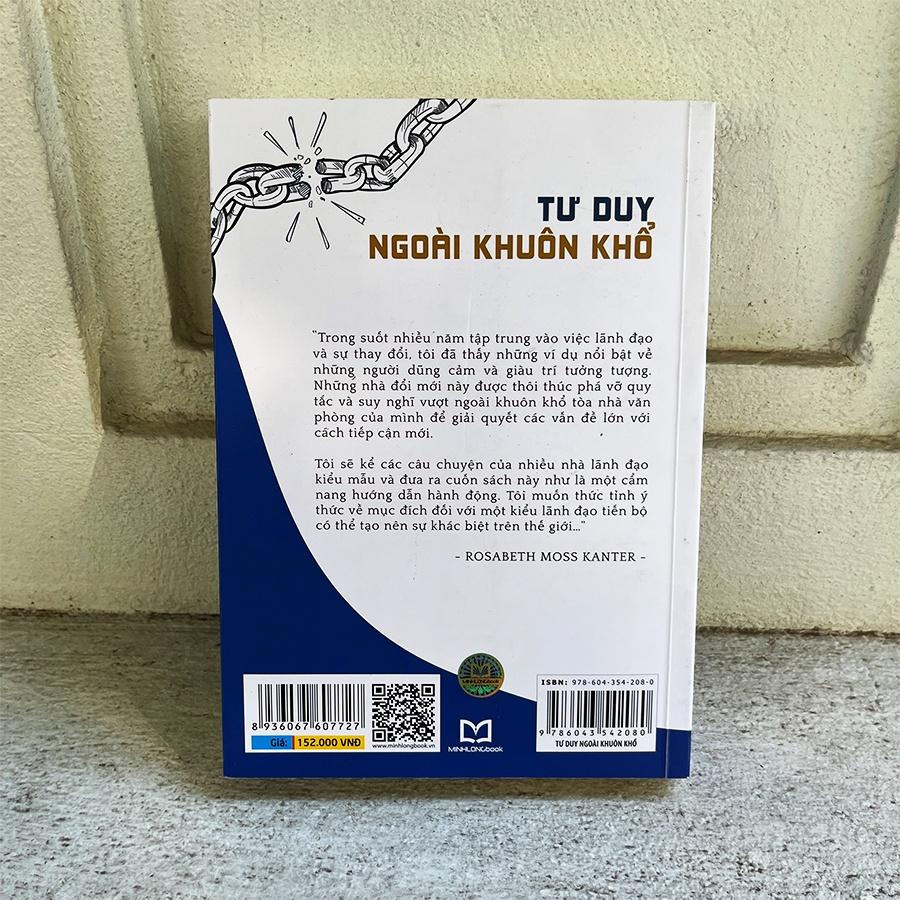 TƯ DUY
NGOÀI KHUÔN KHỔ
"Trong suốt nhiều năm tập trung vào việc lãnh đạo
và sự thay đổi, tôi đã thấy những ví dụ nổi bật về
những người dũng cảm và giàu trí tưởng tượng.
Những nhà đổi mới này được thôi thúc phá vỡ quy
tắc và suy nghĩ vượt ngoài khuôn khổ tòa nhà văn
phòng của mình để giải quyết các vấn đề lớn với
cách tiếp cận mới.
Tôi sẽ kể các câu chuyện của nhiều nhà lãnh đạo
kiểu mẫu và đưa ra cuốn sách này như là một cẩm
nang hướng dẫn hành động. Tôi muốn thức tỉnh ý
thức về mục đích đối với một kiểu lãnh đạo tiến bộ
có thể tạo nên sự khác biệt trên thế giới..."
- ROSABETH MOSS KANTER -
8 936067 607727
Giá: 152.000 VNĐ
www.minhlongbook.vn
MINHLONGbook
MINHLONGbook
ISBN: 978-604-354-208-0
9 786043 542080
TƯ DUY NGOÀI KHUÔN KHỔ